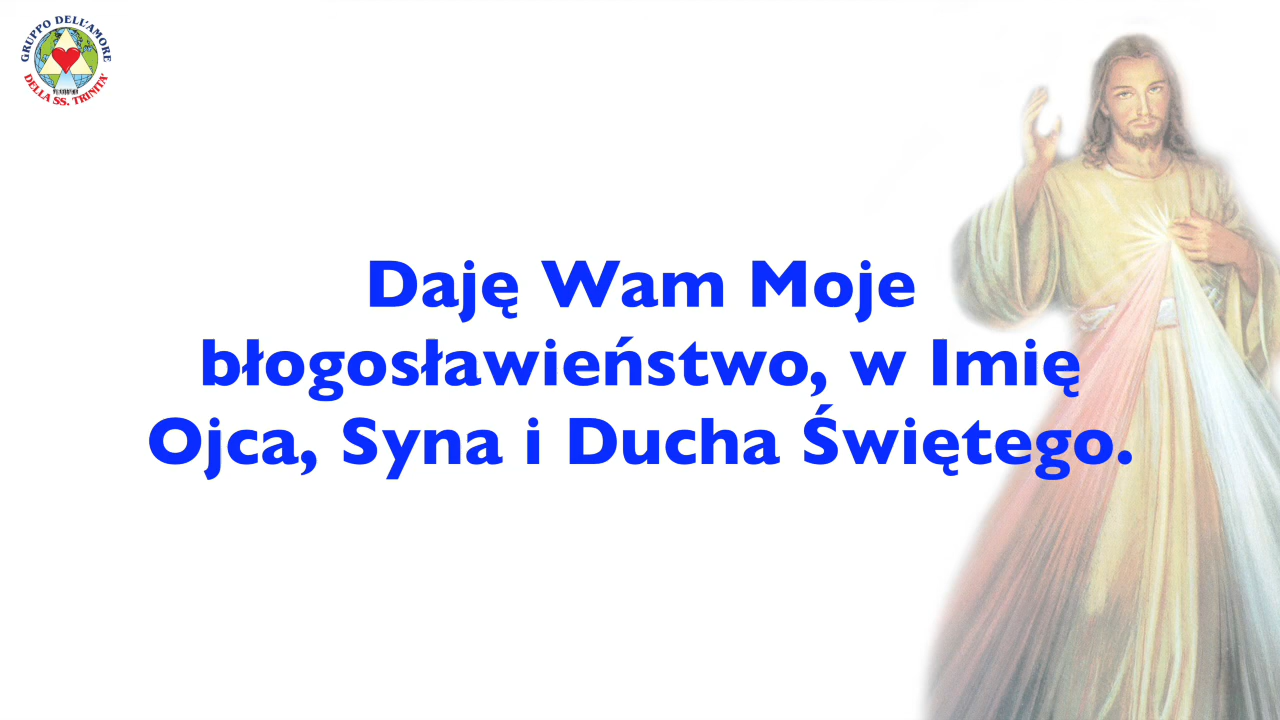 GRUPPO DELL'AMORE
DELLA SS. TRINITA'
Daję Wam Moje
błogosławieństwo, w Imię
Ojca, Syna i Ducha Świętego.